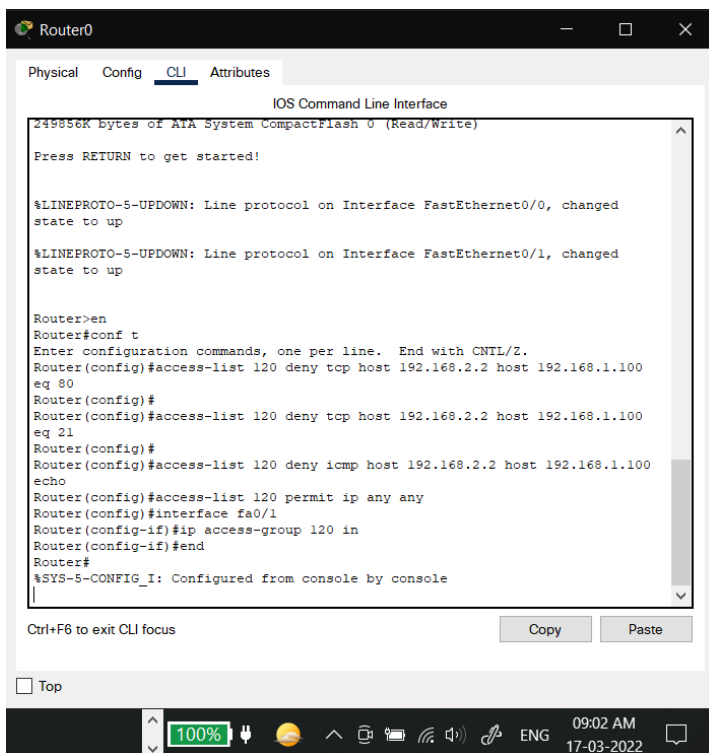 Router0
Physical Config CLI Attributes
IOS Command Line Interface
249856K bytes of ATA System CompactFlash 0 (Read/Write)
Press RETURN to get started!
%LINEPROTO-5-UPDOWN: Line protocol on Interface FastEthernet0/0, changed
state to up
%LINEPROTO-5-UPDOWN: Line protocol on Interface FastEthernet0/1, changed
state to up
Router>en
Router#conf t
Enter configuration commands, one per line.  End with CNTL/Z.
Router(config)#access-list 120 deny tcp host 192.168.2.2 host 192.168.1.100
eq 80
Router(config)#
Router(config)#access-list 120 deny tcp host 192.168.2.2 host 192.168.1.100
eq 21
Router(config)#
Router(config)#access-list 120 deny icmp host 192.168.2.2 host 192.168.1.100
echo
Router(config)#access-list 120 permit ip any any
Router(config)#interface fa0/1
Router(config-if)#ip access-group 120 in
Router(config-if)#end
Router#
%SYS-5-CONFIG_I: Configured from console by console
Ctrl+F6 to exit CLI focus
Copy Paste
Top
100% ENG 09:02 AM
17-03-2022